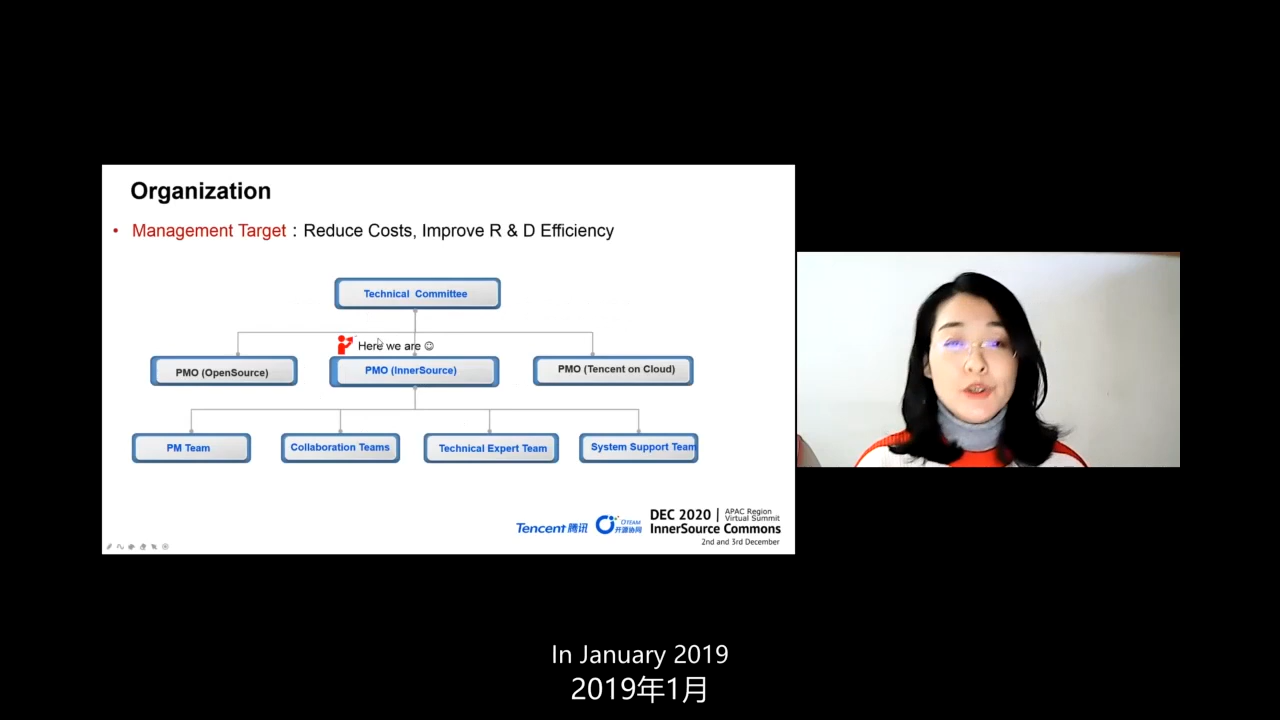 Organization
• Management Target：Reduce Costs, Improve R & D Efficiency
Technical Committee
Here we are ☺
PMO (OpenSource)
PMO (InnerSource)
PMO (Tencent on Cloud)
PM Team
Collaboration Teams
Technical Expert Team
System Support Team
Tencent 腾讯
OTEAM
开源协同
DEC 2020 |
APAC Region
Virtual Summit
InnerSource Commons
2nd and 3rd December
In January 2019
2019年1月